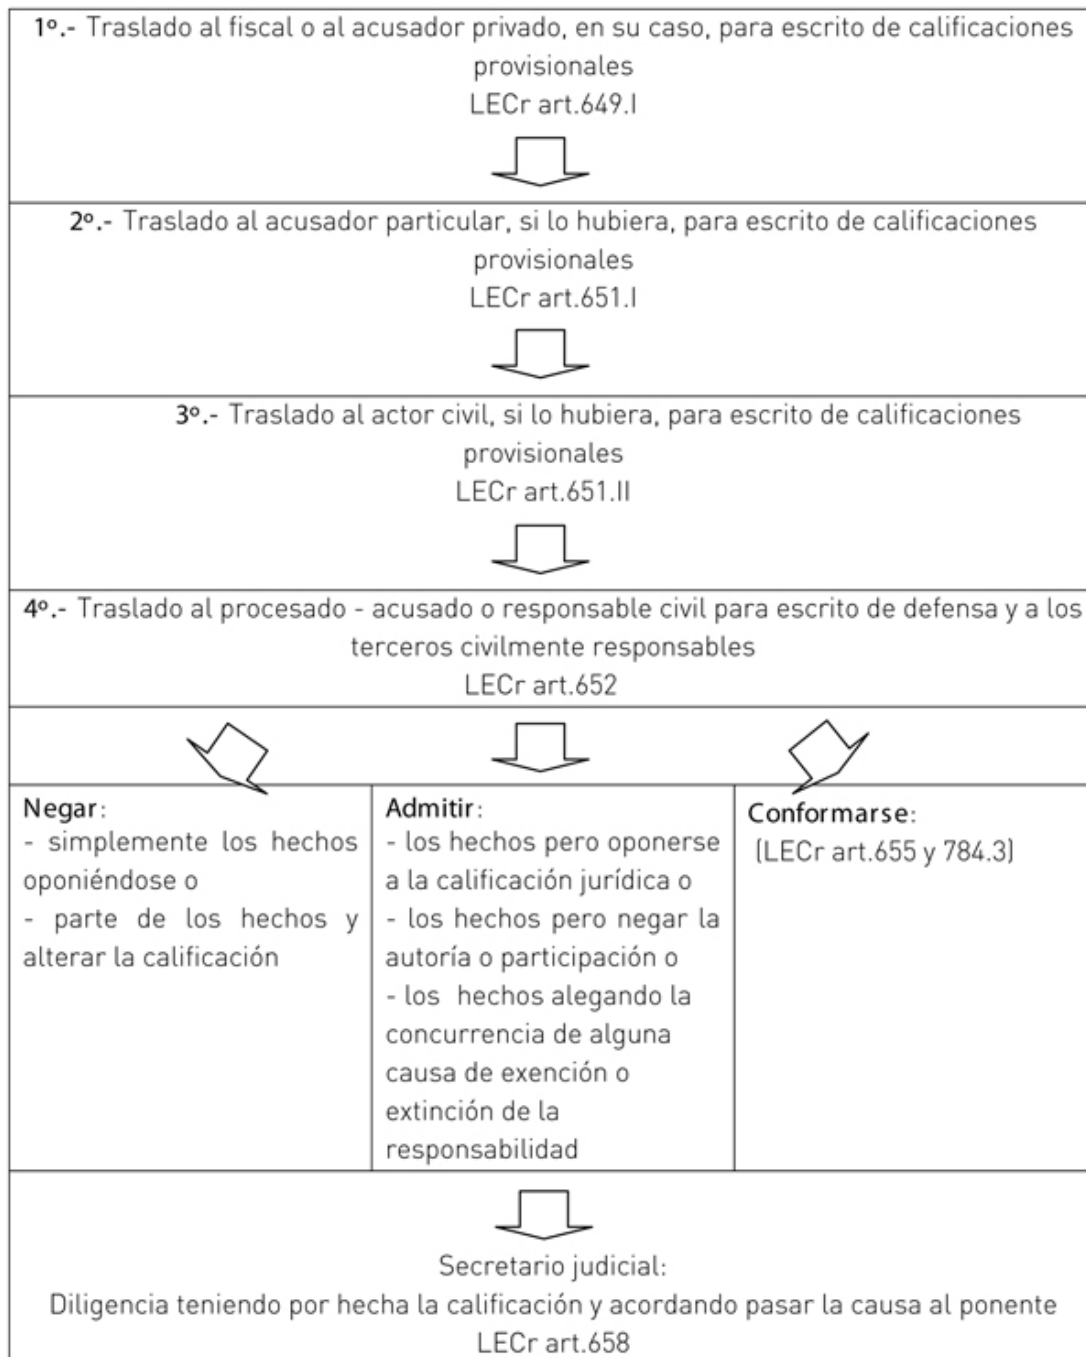 1º.- Traslado al fiscal o al acusador privado, en su caso, para escrito de calificaciones
provisionales
LECr art.649.I
2º.- Traslado al acusador particular, si lo hubiera, para escrito de calificaciones
provisionales
LECr art.651.I
3º.- Traslado al actor civil, si lo hubiera, para escrito de calificaciones
provisionales
LECr art.651.II
4º.- Traslado al procesado - acusado o responsable civil para escrito de defensa y a los
terceros civilmente responsables
LECr art.652
Negar:
- simplemente los hechos
oponiéndose o
- parte de los hechos y
alterar la calificación
Admitir:
- los hechos pero oponerse
a la calificación jurídica o
- los hechos pero negar la
autoría o participación o
- los hechos alegando la
concurrencia de alguna
causa de exención o
extinción de la
responsabilidad
Conformarse:
(LECr art.655 y 784.3)
Secretario judicial:
Diligencia teniendo por hecha la calificación y acordando pasar la causa al ponente
LECr art.658